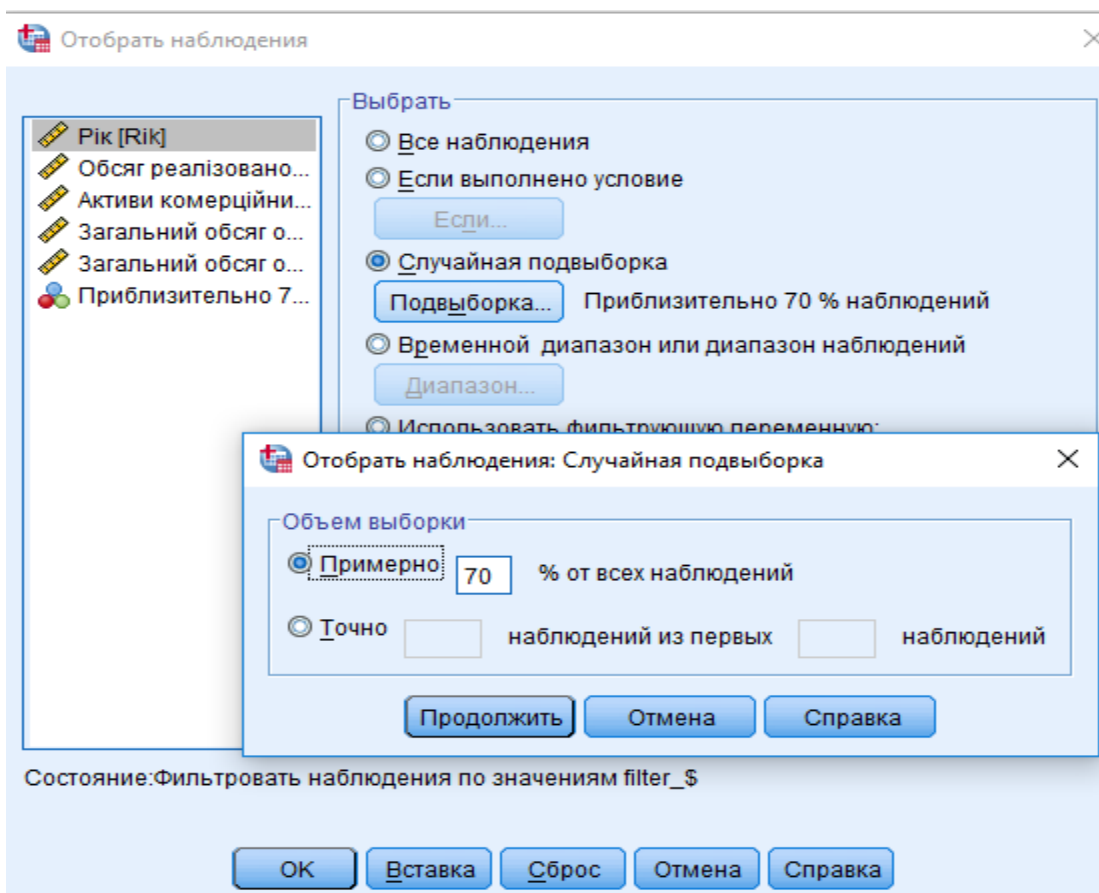 Отобрать наблюдения
Рік [Rik]
Обсяг реалізовано...
Активи комерційни...
Загальний обсяг о...
Загальний обсяг о...
Приблизительно 7...
Выбрать
Все наблюдения
Если выполнено условие
Если...
Случайная подвыборка
Подвыборка... Приблизительно 70 % наблюдений
Временной диапазон или диапазон наблюдений
Диапазон...
Использовать фильтрующую переменную:
Отобрать наблюдения: Случайная подвыборка
Объем выборки
Примерно 70 % от всех наблюдений
Точно наблюдений из первых наблюдений
Продолжить Отмена Справка
Состояние:Фильтровать наблюдения по значениям filter_$
OK Вставка Сброс Отмена Справка